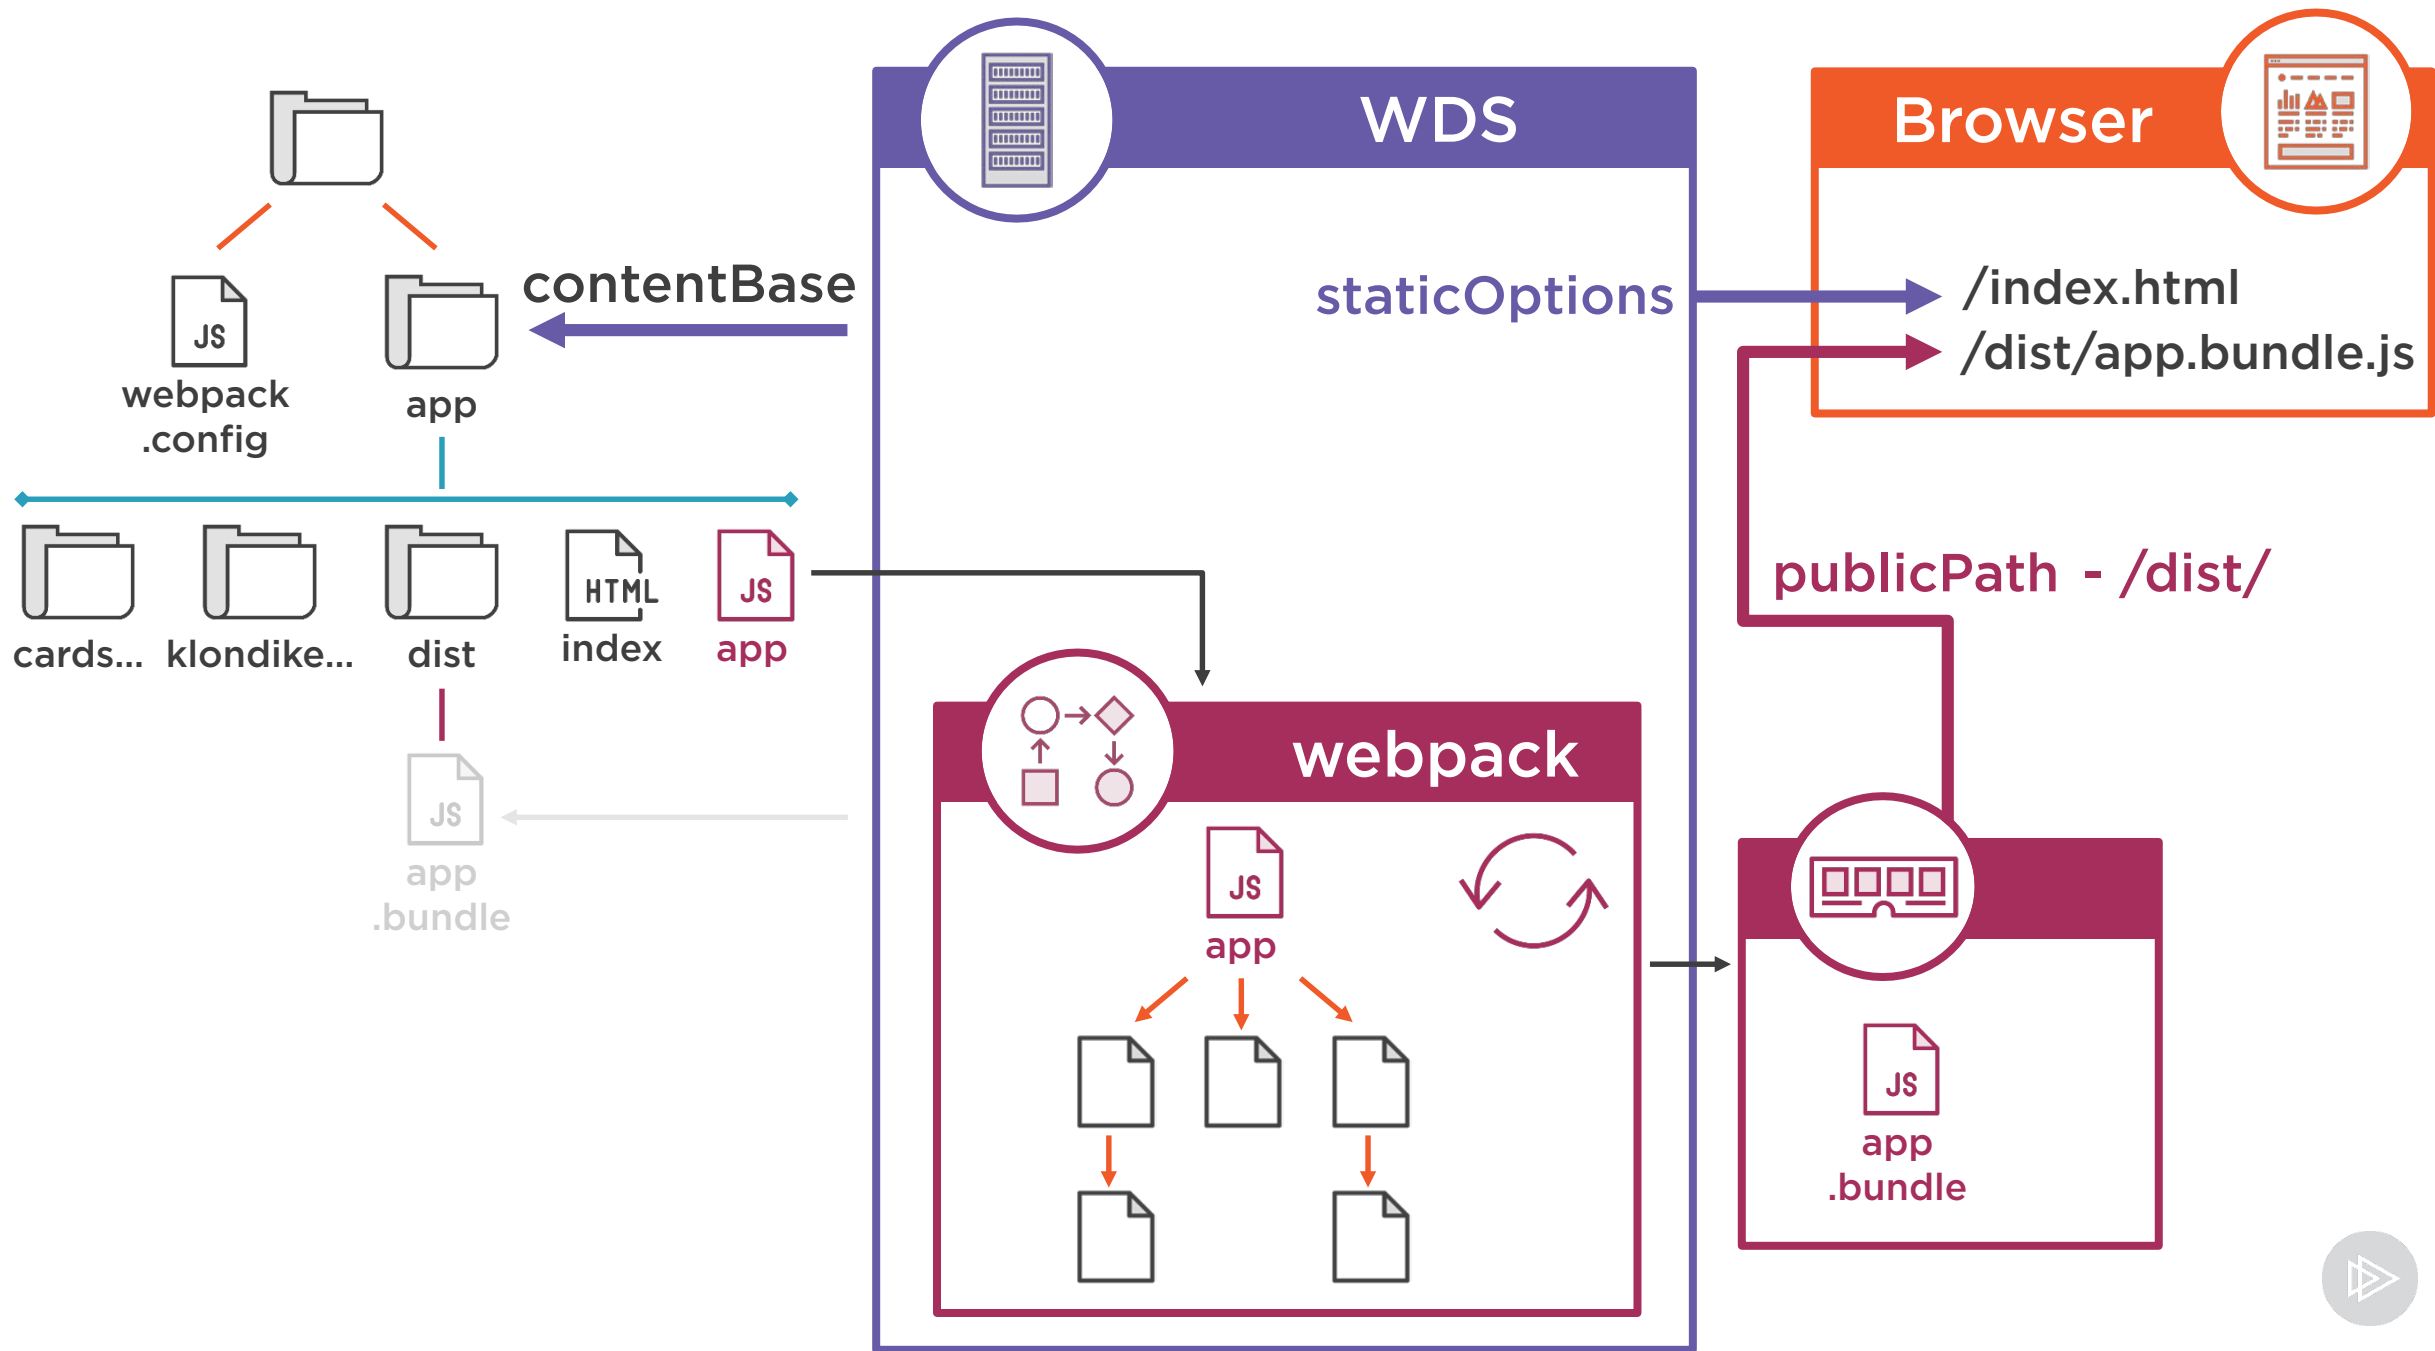 WDS
Browser
contentBase
staticOptions
/index.html
/dist/app.bundle.js
JS
webpack
.config
app
HTML
JS
cards...
klondike...
dist
index
app
publicPath - /dist/
webpack
JS
app
.bundle
JS
app
JS
app
.bundle